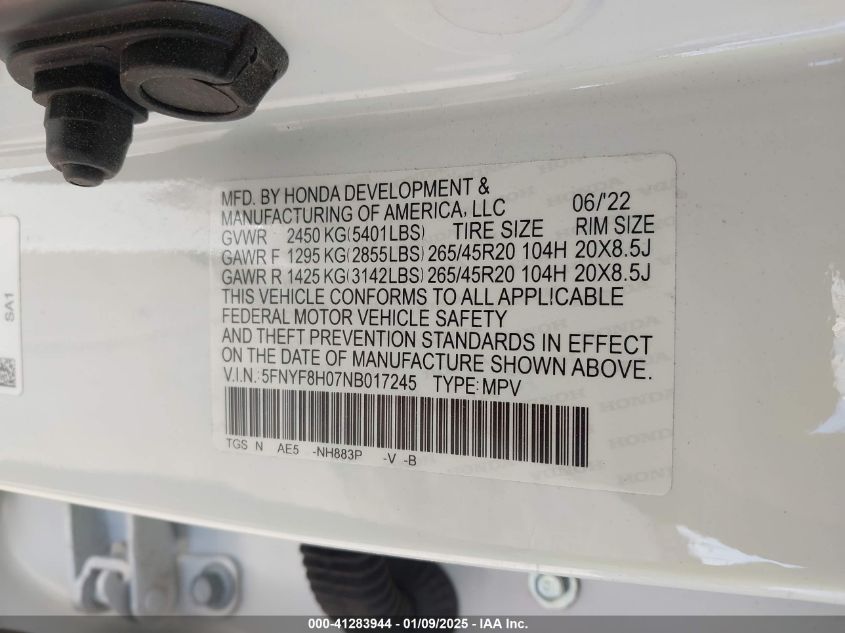 MFD. BY HONDA DEVELOPMENT &
MANUFACTURING OF AMERICA, LLC 06/'22
GVWR 2450 KG(5401LBS) TIRE SIZE RIM SIZE
GAWR F 1295 KG(2855LBS) 265/45R20 104H 20X8.5J
GAWR R 1425 KG(3142LBS) 265/45R20 104H 20X8.5J
THIS VEHICLE CONFORMS TO ALL APPLICABLE
FEDERAL MOTOR VEHICLE SAFETY
AND THEFT PREVENTION STANDARDS IN EFFECT
ON THE DATE OF MANUFACTURE SHOWN ABOVE.
V.I.N.: 5FNYF8H07NB017245 TYPE: MPV
TGS N AE5 -NH883P -V -B
SA1
HONDA
000-41283944 - 01/09/2025 - IAA Inc.